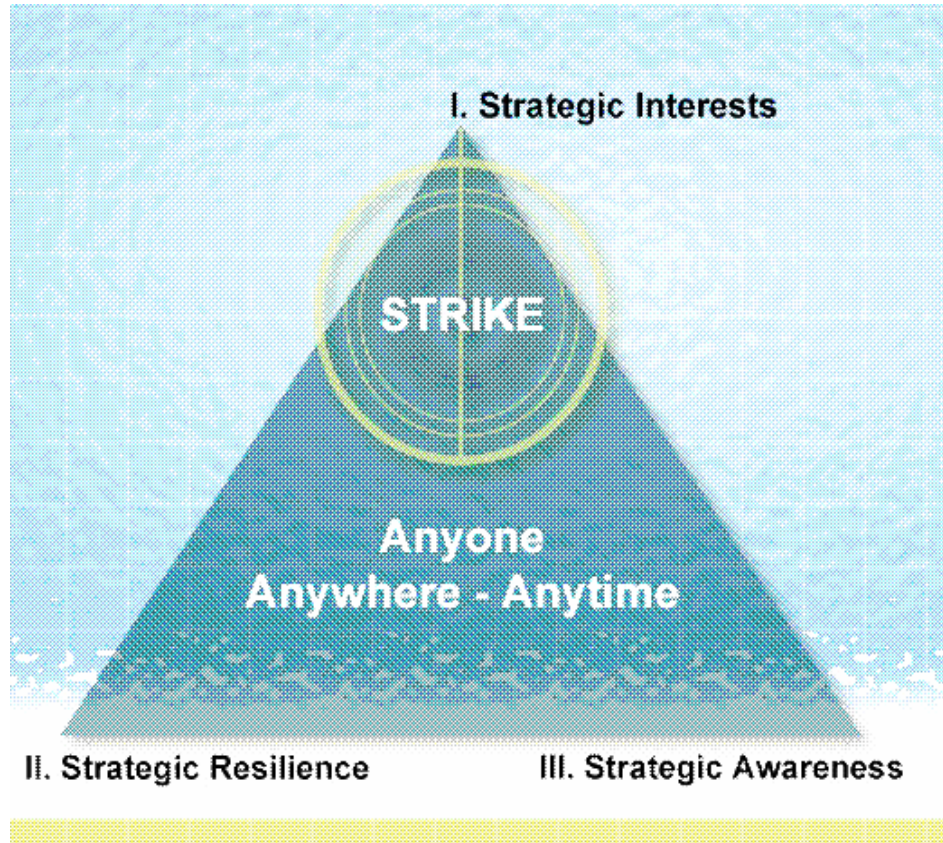 I. Strategic Interests
STRIKE
Anyone
Anywhere - Anytime
II. Strategic Resilience
III. Strategic Awareness